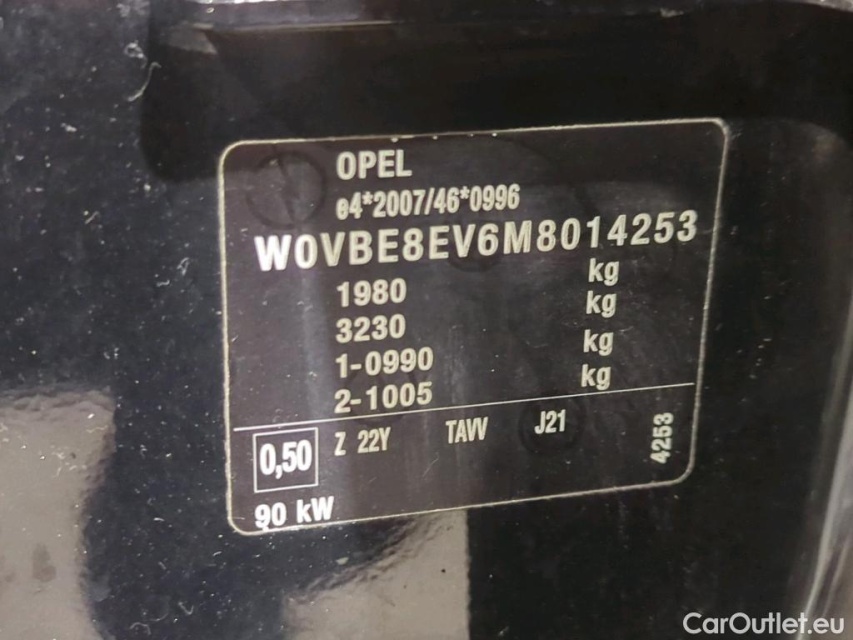 OPEL
e4*2007/46*0996
W0VBE8EV6M8014253
1980 kg
3230 kg
1-0990 kg
2-1005 kg
0,50 Z 22Y TAW J21 4253
90 kW
CarOutlet.eu